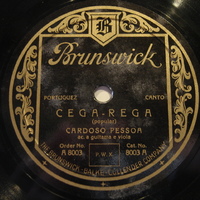 B
Brunswick
PORTUGUEZ CANTO
CEGA-REGA
(popular)
CARDOSO PESSOA
ac. á guitarra e viola
Order No. Cat. No.
A 8003 8003 A
P.W.X
THE BRUNSWICK-BALKE-COLLENDER COMPANY